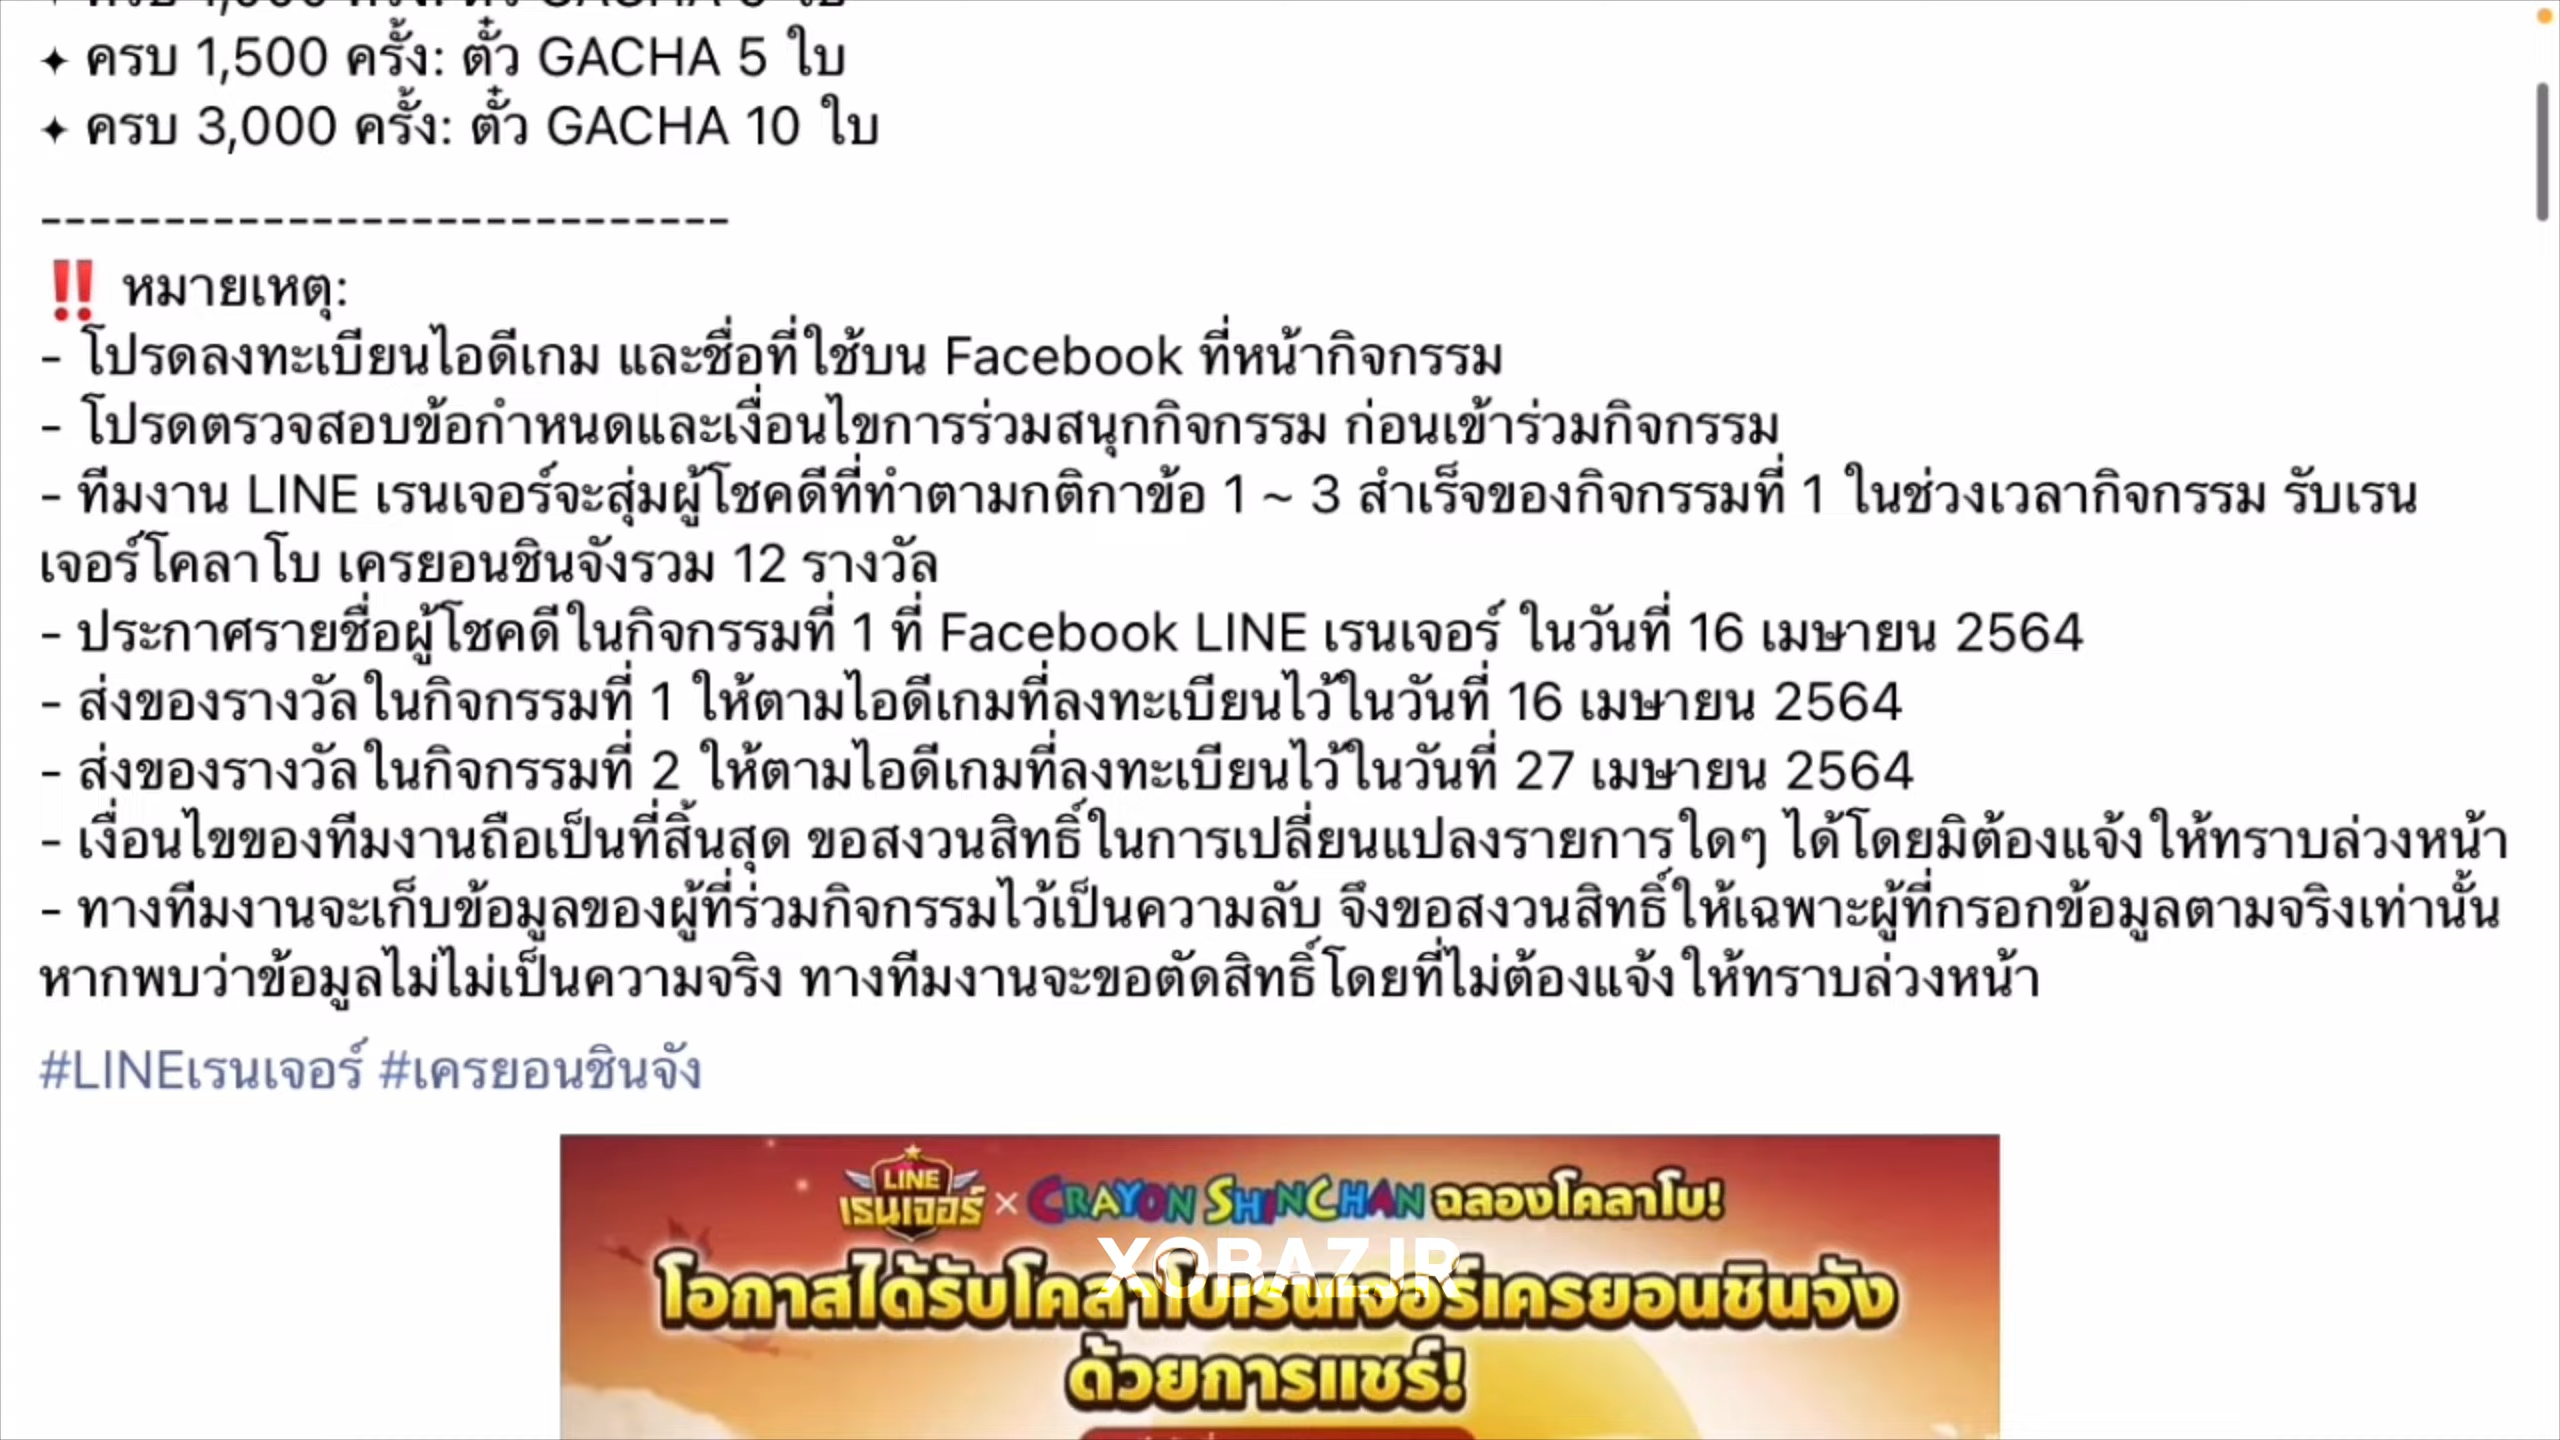 ✦ ครบ 1,500 ครั้ง: ตั๋ว GACHA 5 ใบ
✦ ครบ 3,000 ครั้ง: ตั๋ว GACHA 10 ใบ
----------------------------
‼️ หมายเหตุ:
- โปรดลงทะเบียนไอดีเกม และชื่อที่ใช้บน Facebook ที่หน้ากิจกรรม
- โปรดตรวจสอบข้อกำหนดและเงื่อนไขการร่วมสนุกกิจกรรม ก่อนเข้าร่วมกิจกรรม
- ทีมงาน LINE เรนเจอร์จะสุ่มผู้โชคดีที่ทำตามกติกาข้อ 1 ~ 3 สำเร็จของกิจกรรมที่ 1 ในช่วงเวลากิจกรรม รับเรน
เจอร์โคลาโบ เครยอนชินจังรวม 12 รางวัล
- ประกาศรายชื่อผู้โชคดีในกิจกรรมที่ 1 ที่ Facebook LINE เรนเจอร์ ในวันที่ 16 เมษายน 2564
- ส่งของรางวัลในกิจกรรมที่ 1 ให้ตามไอดีเกมที่ลงทะเบียนไว้ในวันที่ 16 เมษายน 2564
- ส่งของรางวัลในกิจกรรมที่ 2 ให้ตามไอดีเกมที่ลงทะเบียนไว้ในวันที่ 27 เมษายน 2564
- เงื่อนไขของทีมงานถือเป็นที่สิ้นสุด ขอสงวนสิทธิ์ในการเปลี่ยนแปลงรายการใดๆ ได้โดยมิต้องแจ้งให้ทราบล่วงหน้า
- ทางทีมงานจะเก็บข้อมูลของผู้ที่ร่วมกิจกรรมไว้เป็นความลับ จึงขอสงวนสิทธิ์ให้เฉพาะผู้ที่กรอกข้อมูลตามจริงเท่านั้น
หากพบว่าข้อมูลไม่ไม่เป็นความจริง ทางทีมงานจะขอตัดสิทธิ์โดยที่ไม่ต้องแจ้งให้ทราบล่วงหน้า
#LINEเรนเจอร์ #เครยอนชินจัง
LINE เรนเจอร์ × CRAYON SHINCHAN ฉลองโคลาโบ!
XOBAZJR
โอกาสได้รับโคลาโบเรนเจอร์เครยอนชินจัง
ด้วยการแชร์!